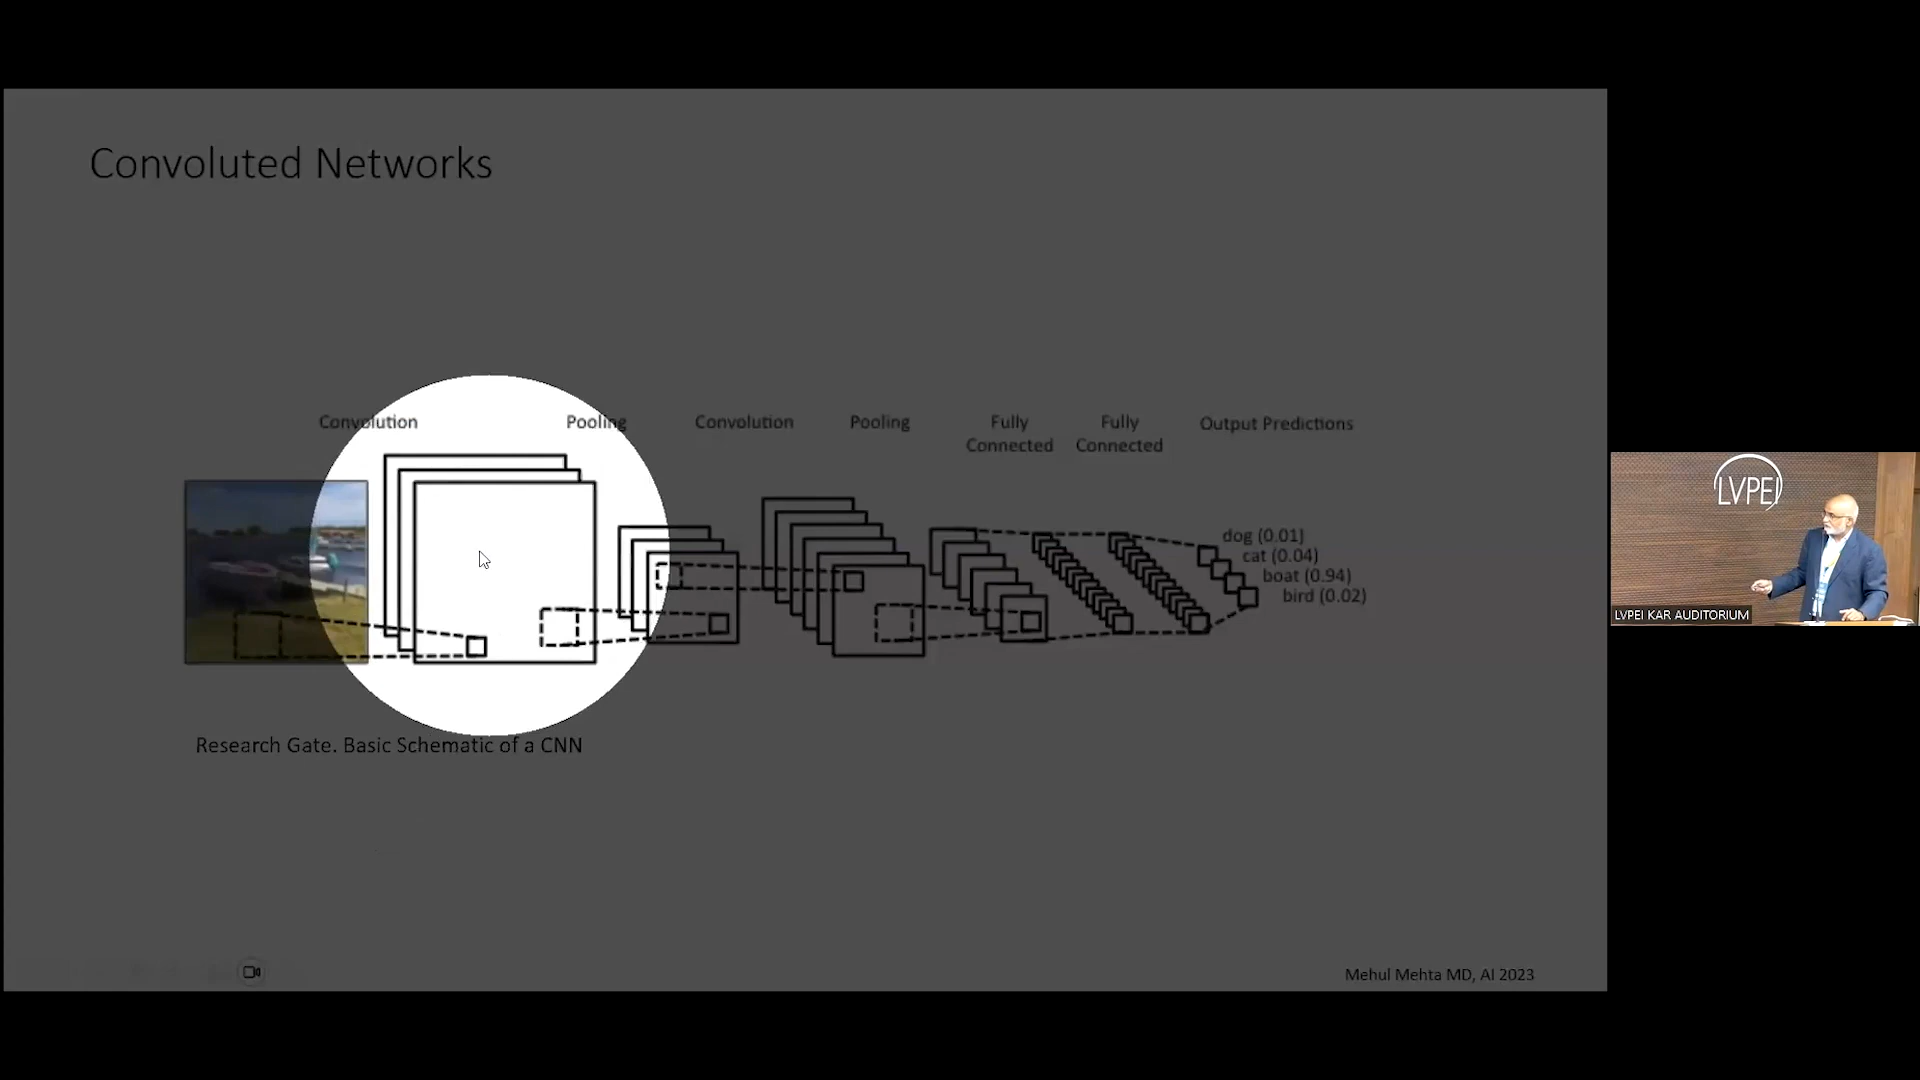 Convoluted Networks
Convolution
Pooling
Convolution
Pooling
Fully
Connected
Fully
Connected
Output Predictions
dog (0.01)
cat (0.04)
boat (0.94)
bird (0.02)
Research Gate. Basic Schematic of a CNN
Mehul Mehta MD, AI 2023
LVPEI
LVPEI KAR AUDITORIUM